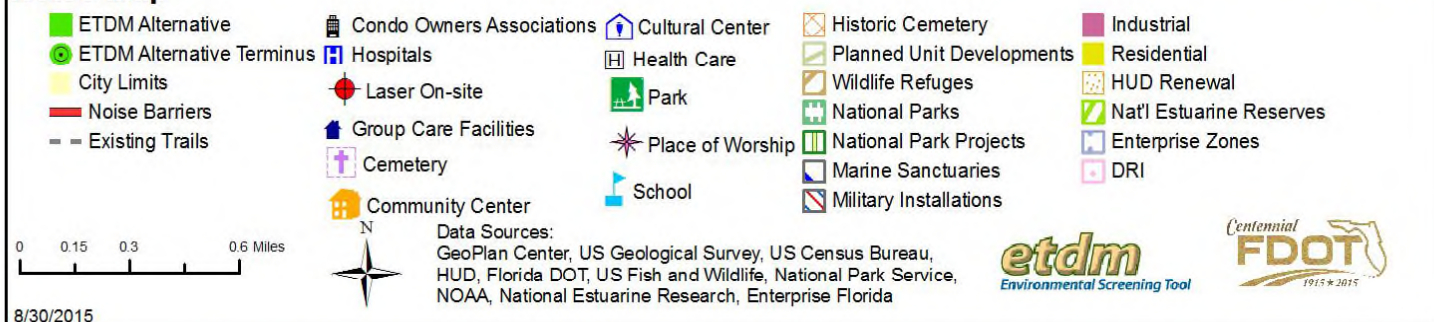 ETDM Alternative
ETDM Alternative Terminus
City Limits
Noise Barriers
Existing Trails
Condo Owners Associations
H Hospitals
Laser On-site
Group Care Facilities
Cemetery
Community Center
Cultural Center
H Health Care
Park
Place of Worship
School
Historic Cemetery
Planned Unit Developments
Wildlife Refuges
National Parks
National Park Projects
Marine Sanctuaries
Military Installations
Industrial
Residential
HUD Renewal
Nat'l Estuarine Reserves
Enterprise Zones
DRI
0 0.15 0.3 0.6 Miles
N
Data Sources:
GeoPlan Center, US Geological Survey, US Census Bureau,
HUD, Florida DOT, US Fish and Wildlife, National Park Service,
NOAA, National Estuarine Research, Enterprise Florida
etdm
Environmental Screening Tool
Centennial
FDOT
1915★2015
8/30/2015